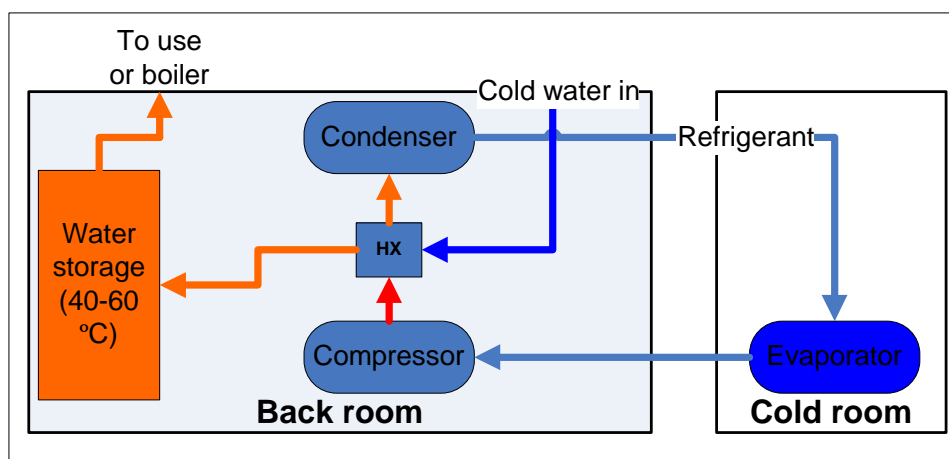 To use
or boiler
Cold water in
Condenser
Refrigerant
Water
storage
(40-60
ºC)
HX
Compressor
Evaporator
Back room
Cold room